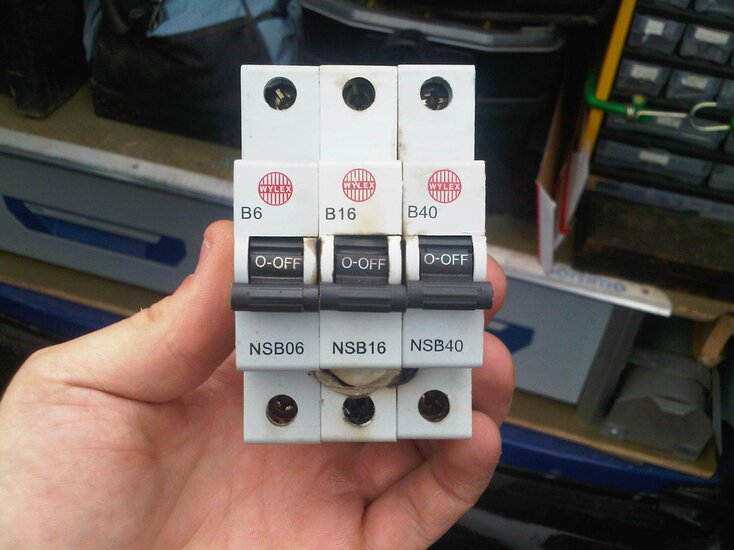 WYLEX WYLEX WYLEX
B6 B16 B40
O-OFF O-OFF O-OFF
NSB06 NSB16 NSB40